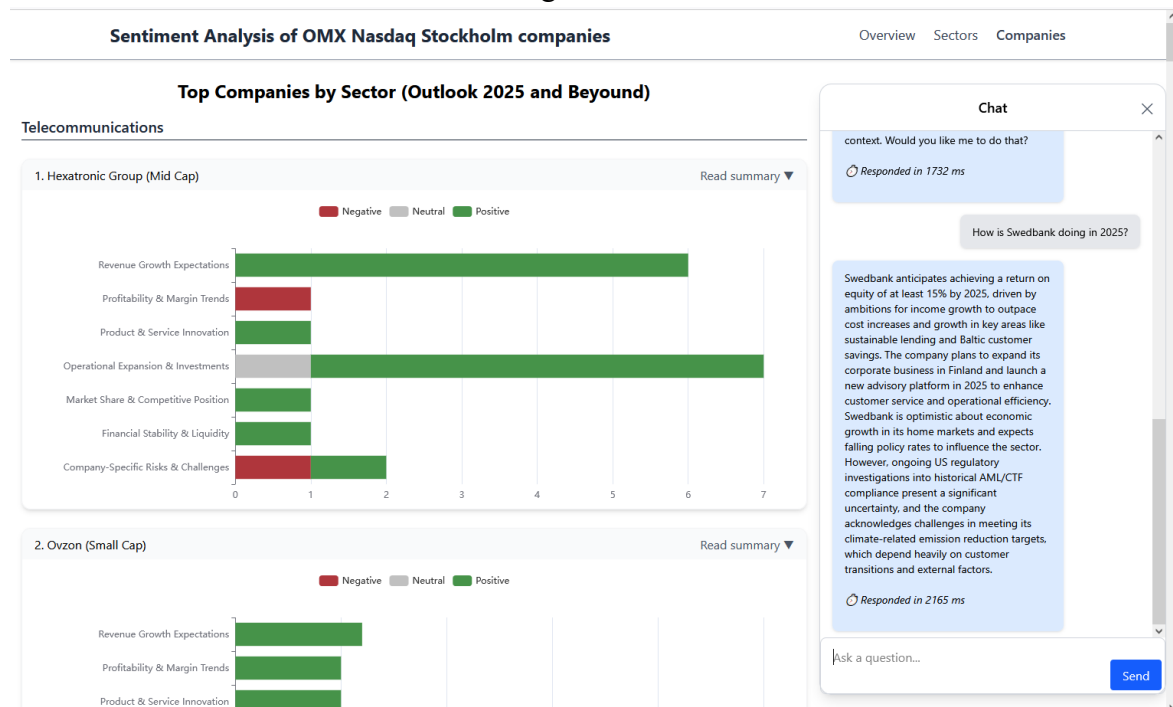 Sentiment Analysis of OMX Nasdaq Stockholm companies
Overview Sectors Companies
Top Companies by Sector (Outlook 2025 and Beyound)
Telecommunications
1. Hexatronic Group (Mid Cap)
Read summary ▼
Negative Neutral Positive
Revenue Growth Expectations
Profitability & Margin Trends
Product & Service Innovation
Operational Expansion & Investments
Market Share & Competitive Position
Financial Stability & Liquidity
Company-Specific Risks & Challenges
0 1 2 3 4 5 6 7
2. Ovzon (Small Cap)
Read summary ▼
Negative Neutral Positive
Revenue Growth Expectations
Profitability & Margin Trends
Product & Service Innovation
Chat
context. Would you like me to do that?
Responded in 1732 ms
How is Swedbank doing in 2025?
Swedbank anticipates achieving a return on
equity of at least 15% by 2025, driven by
ambitions for income growth to outpace
cost increases and growth in key areas like
sustainable lending and Baltic customer
savings. The company plans to expand its
corporate business in Finland and launch a
new advisory platform in 2025 to enhance
customer service and operational efficiency.
Swedbank is optimistic about economic
growth in its home markets and expects
falling policy rates to influence the sector.
However, ongoing US regulatory
investigations into historical AML/CTF
compliance present a significant
uncertainty, and the company
acknowledges challenges in meeting its
climate-related emission reduction targets,
which depend heavily on customer
transitions and external factors.
Responded in 2165 ms
Ask a question...
Send